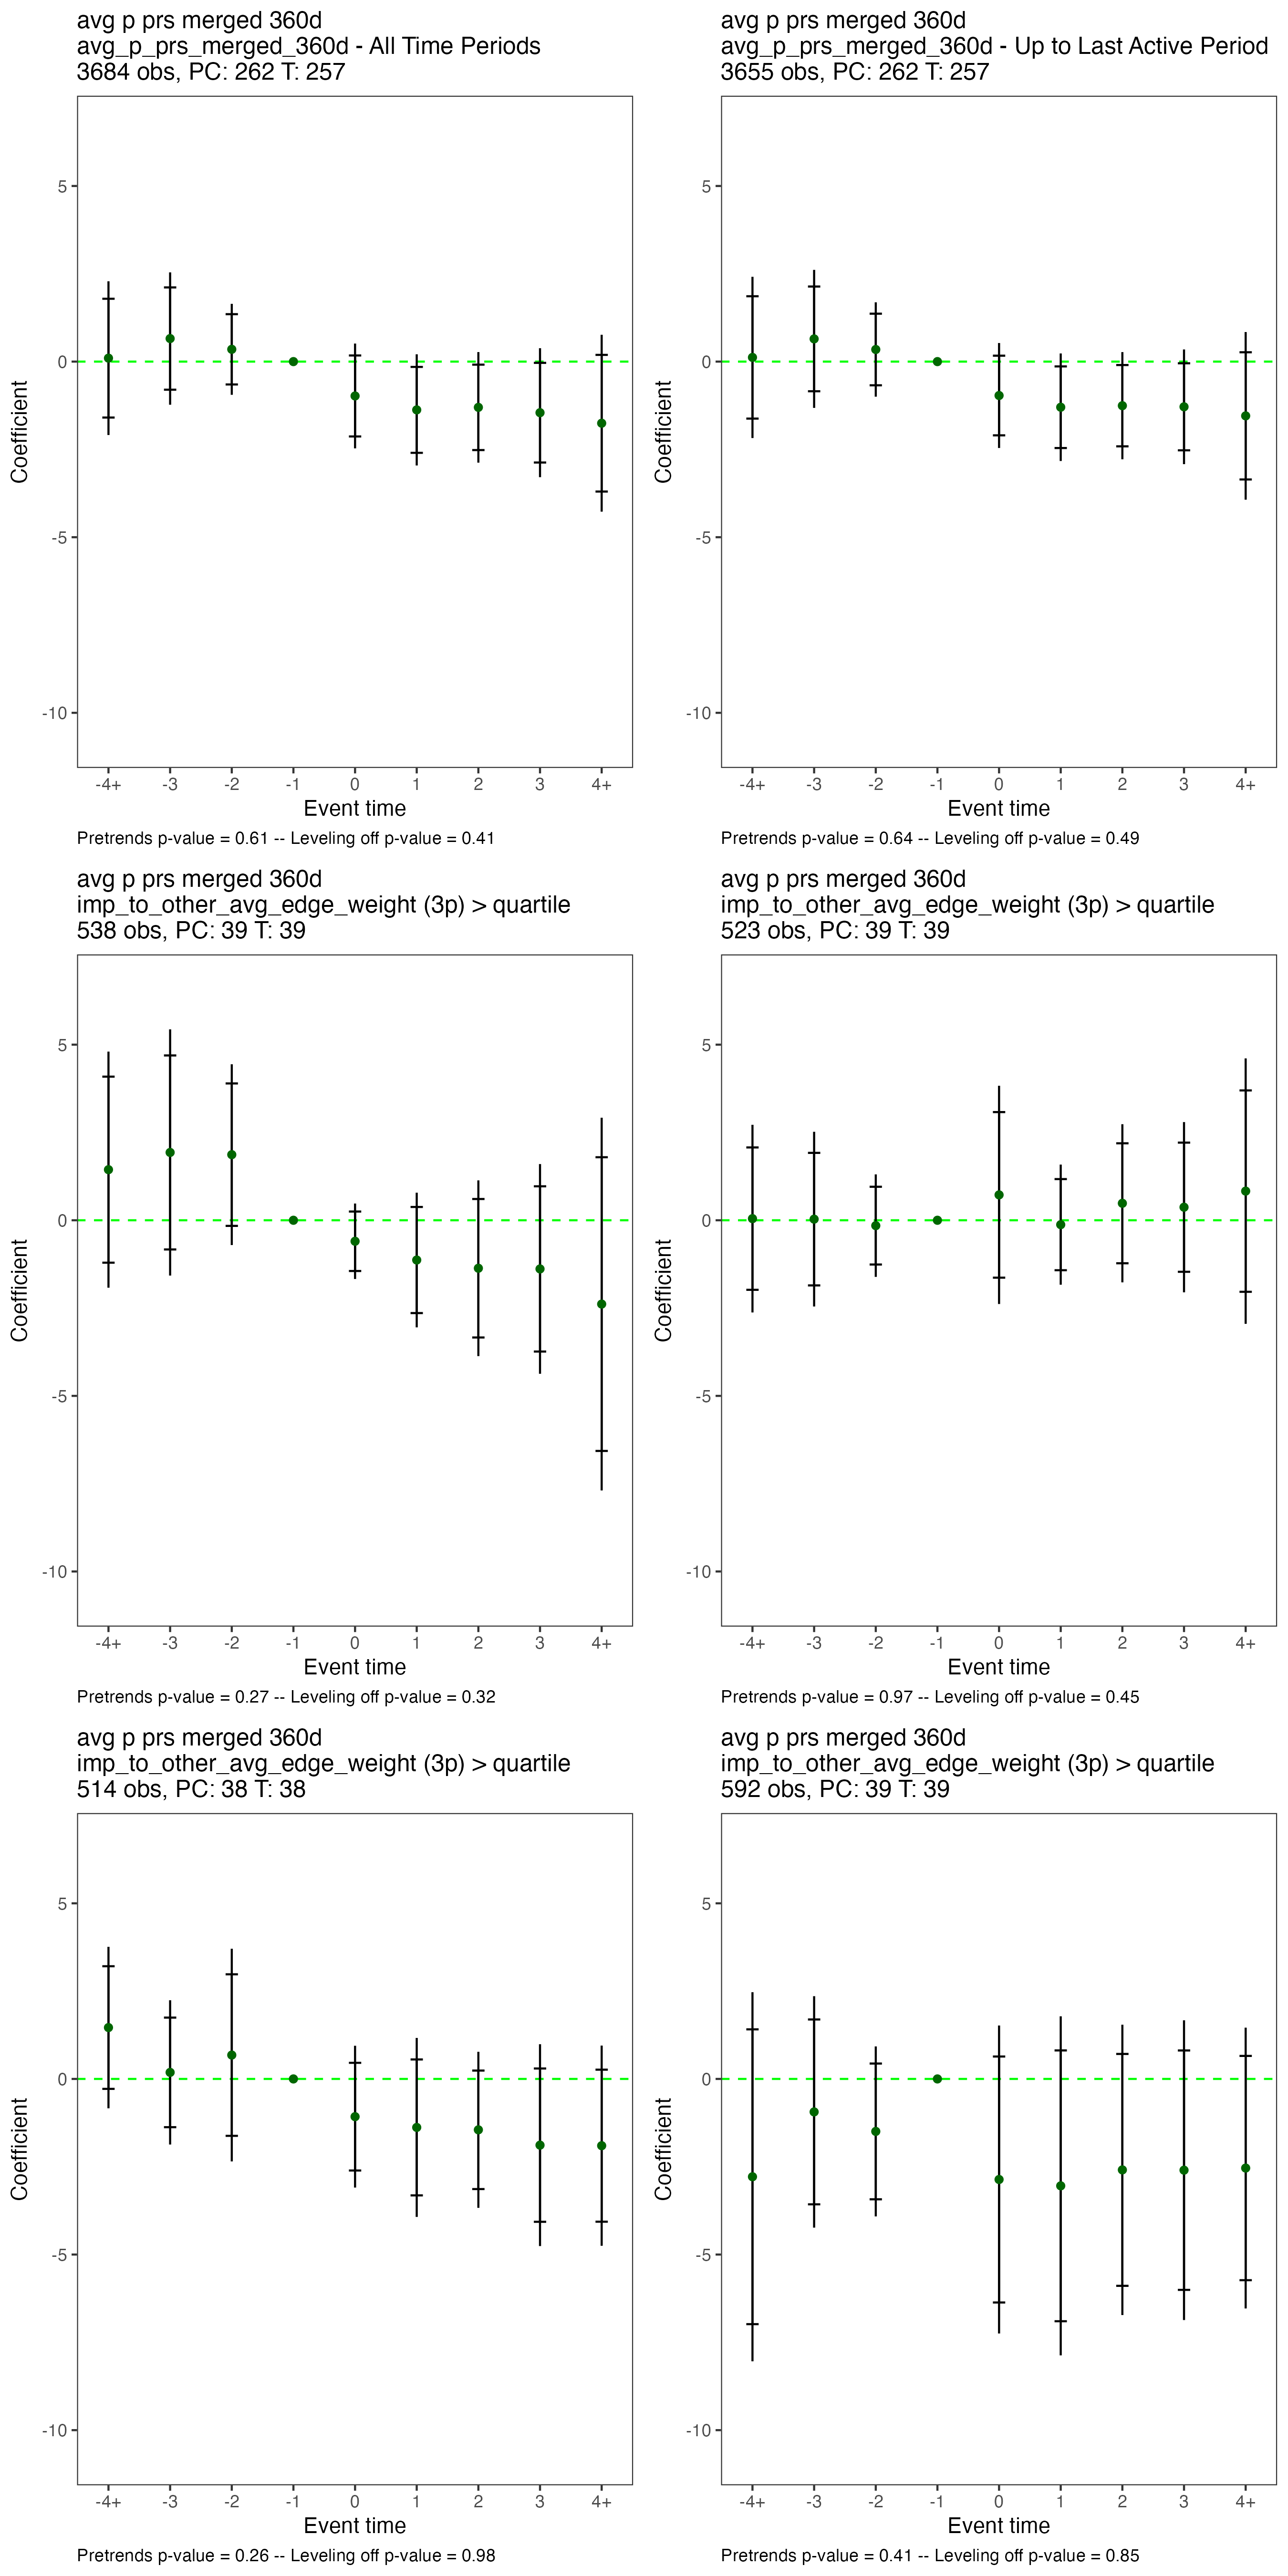 avg p prs merged 360d
avg_p_prs_merged_360d - All Time Periods
3684 obs, PC: 262 T: 257
Coefficient
5
0
-5
-10
-4+ -3 -2 -1 0 1 2 3 4+
Event time
Pretrends p-value = 0.61 -- Leveling off p-value = 0.41
avg p prs merged 360d
avg_p_prs_merged_360d - Up to Last Active Period
3655 obs, PC: 262 T: 257
Coefficient
5
0
-5
-10
-4+ -3 -2 -1 0 1 2 3 4+
Event time
Pretrends p-value = 0.64 -- Leveling off p-value = 0.49
avg p prs merged 360d
imp_to_other_avg_edge_weight (3p) > quartile
538 obs, PC: 39 T: 39
Coefficient
5
0
-5
-10
-4+ -3 -2 -1 0 1 2 3 4+
Event time
Pretrends p-value = 0.27 -- Leveling off p-value = 0.32
avg p prs merged 360d
imp_to_other_avg_edge_weight (3p) > quartile
523 obs, PC: 39 T: 39
Coefficient
5
0
-5
-10
-4+ -3 -2 -1 0 1 2 3 4+
Event time
Pretrends p-value = 0.97 -- Leveling off p-value = 0.45
avg p prs merged 360d
imp_to_other_avg_edge_weight (3p) > quartile
514 obs, PC: 38 T: 38
Coefficient
5
0
-5
-10
-4+ -3 -2 -1 0 1 2 3 4+
Event time
Pretrends p-value = 0.26 -- Leveling off p-value = 0.98
avg p prs merged 360d
imp_to_other_avg_edge_weight (3p) > quartile
592 obs, PC: 39 T: 39
Coefficient
5
0
-5
-10
-4+ -3 -2 -1 0 1 2 3 4+
Event time
Pretrends p-value = 0.41 -- Leveling off p-value = 0.85